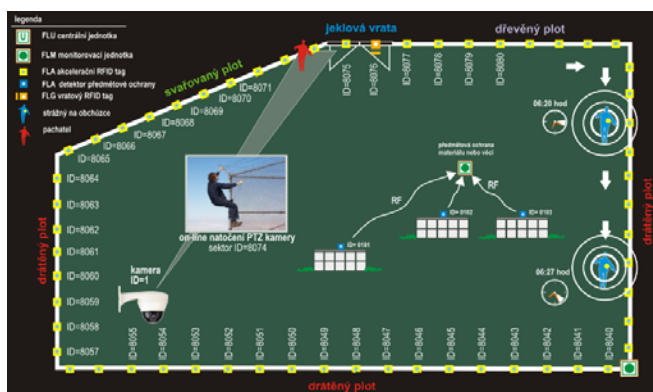 legenda
FLU centrální jednotka
FLM monitorovací jednotka
FLA akcelerační RFID tag
FLA detektor předmětové ochrany
FLG vratový RFID tag
strážný na obhůzce
pachatel
jeklová vrata
dřevěný plot
svařovaný plot
ID=8075
ID=8076
ID=8077
ID=8078
ID=8079
ID=8080
ID=8071
ID=8070
ID=8069
ID=8068
ID=8067
ID=8066
ID=8065
ID=8064
ID=8063
ID=8062
ID=8061
ID=8060
ID=8059
ID=8058
ID=8057
drátěný plot
06:20 hod
předmětová ochrana
materiálu nebo věcí
RF
RF
ID= 0101
ID= 0102
ID= 0103
on-line natočení PTZ kamery
sektor ID=8074
kamera
ID=1
06:27 hod
drátěný plot
ID=8055
ID=8054
ID=8053
ID=8052
ID=8051
ID=8050
ID=8049
ID=8048
ID=8047
ID=8046
ID=8045
ID=8044
ID=8043
ID=8042
ID=8041
ID=8040
drátěný plot